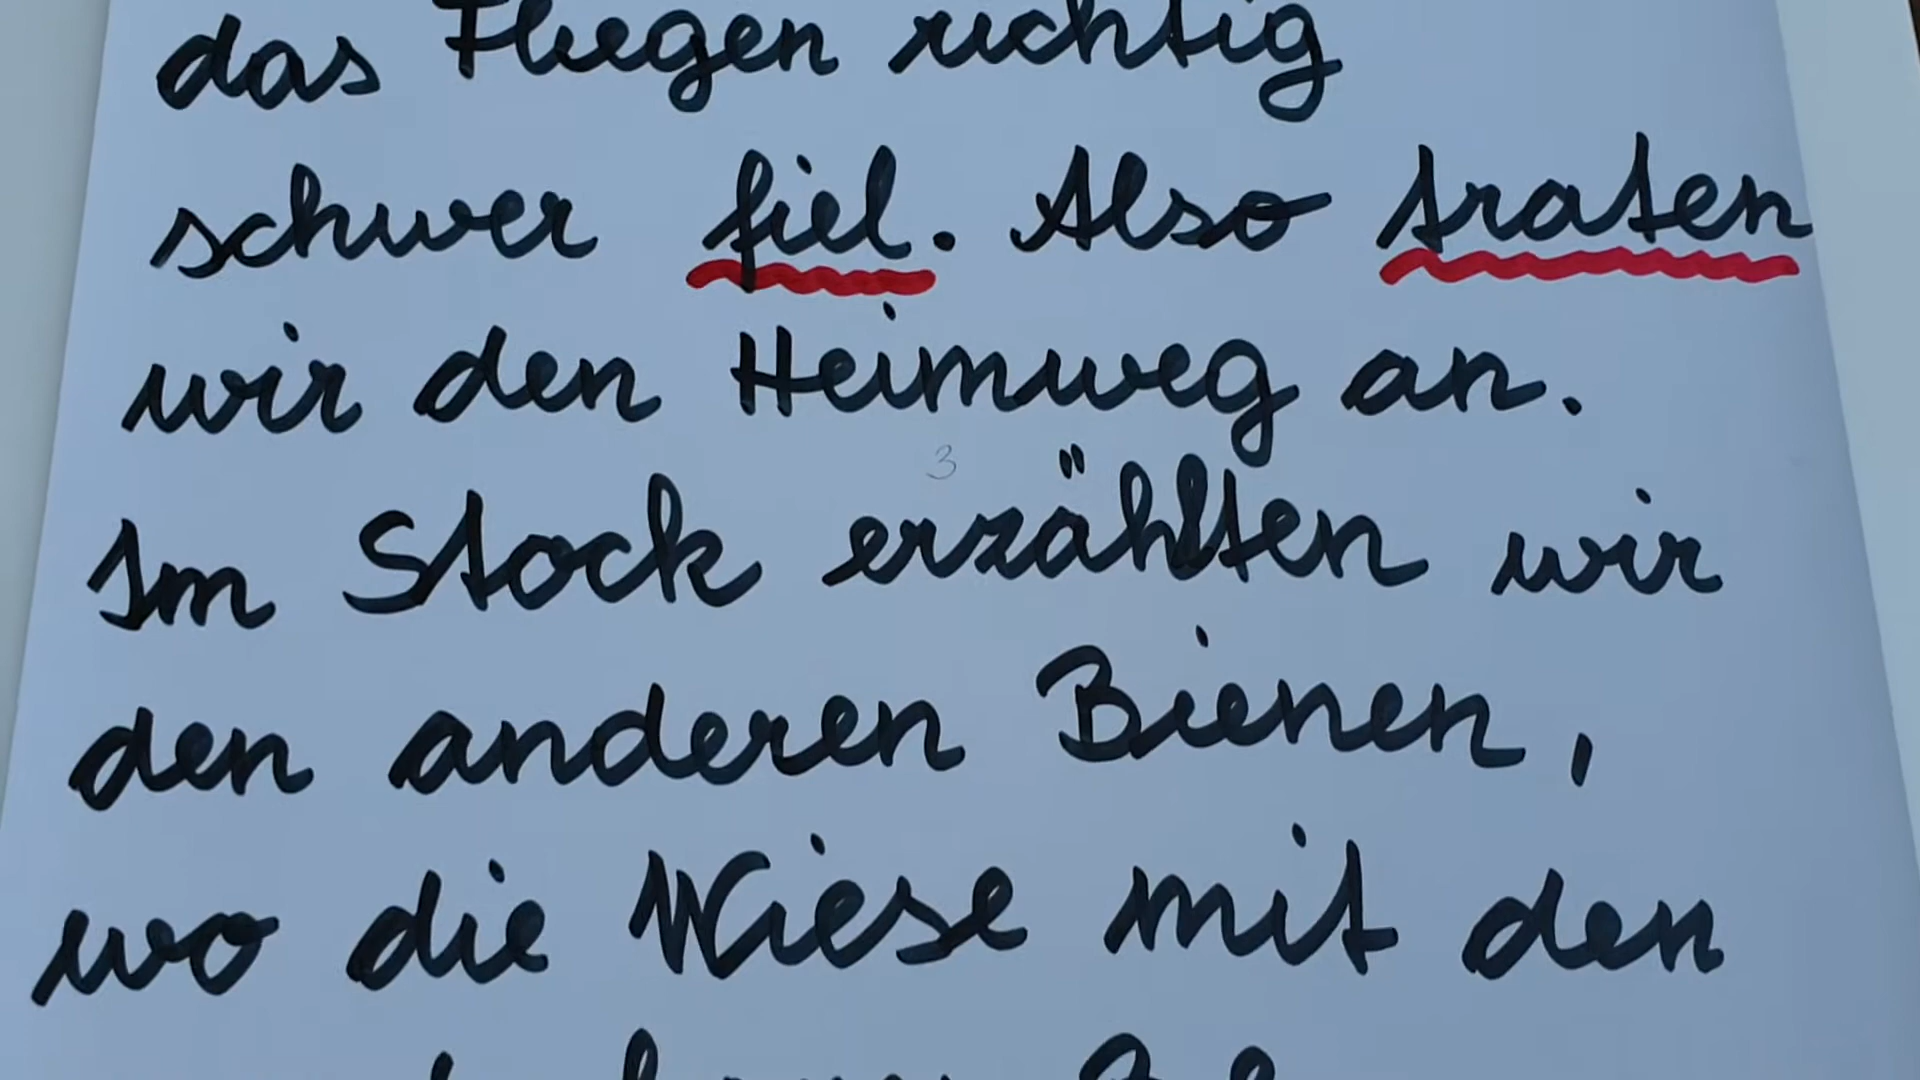 das Fliegen richtig
schwer fiel. Also traten
wir den Heimweg an.
3
Im Stock erzählten wir
den anderen Bienen,
wo die Wiese mit den